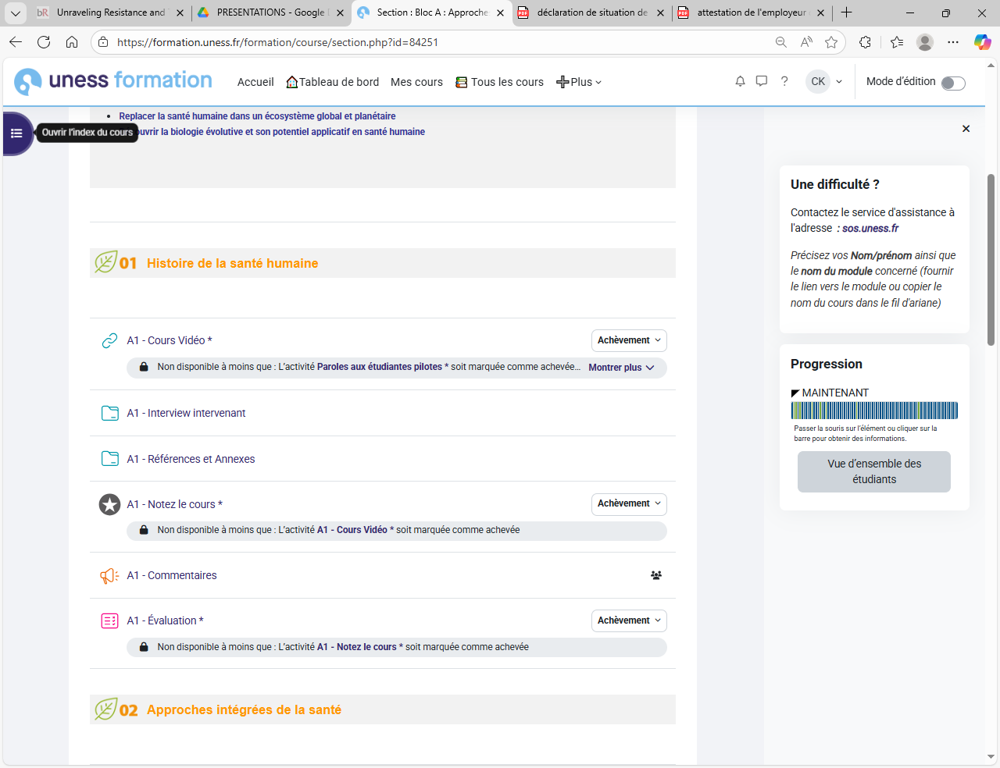 Unraveling Resistance and
PRESENTATIONS - Google
Section : Bloc A : Approches
déclaration de situation de
attestation de l'employeur
https://formation.uness.fr/formation/course/section.php?id=84251
uness formation
Accueil
Tableau de bord
Mes cours
Tous les cours
Plus
?
CK
Mode d'édition
Replacer la santé humaine dans un écosystème global et planétaire
Ouvrir l'index du cours
ouvrir la biologie évolutive et son potentiel applicatif en santé humaine
01 Histoire de la santé humaine
A1 - Cours Vidéo *
Achèvement
Non disponible à moins que : L'activité Paroles aux étudiantes pilotes * soit marquée comme achevée... Montrer plus
A1 - Interview intervenant
A1 - Références et Annexes
A1 - Notez le cours *
Achèvement
Non disponible à moins que : L'activité A1 - Cours Vidéo * soit marquée comme achevée
A1 - Commentaires
A1 - Évaluation *
Achèvement
Non disponible à moins que : L'activité A1 - Notez le cours * soit marquée comme achevée
02 Approches intégrées de la santé
Une difficulté ?
Contactez le service d'assistance à
l'adresse : sos.uness.fr
Précisez vos Nom/prénom ainsi que
le nom du module concerné (fournir
le lien vers le module ou copier le
nom du cours dans le fil d'ariane)
Progression
MAINTENANT
Passer la souris sur l'élément ou cliquer sur la
barre pour obtenir des informations.
Vue d'ensemble des
étudiants